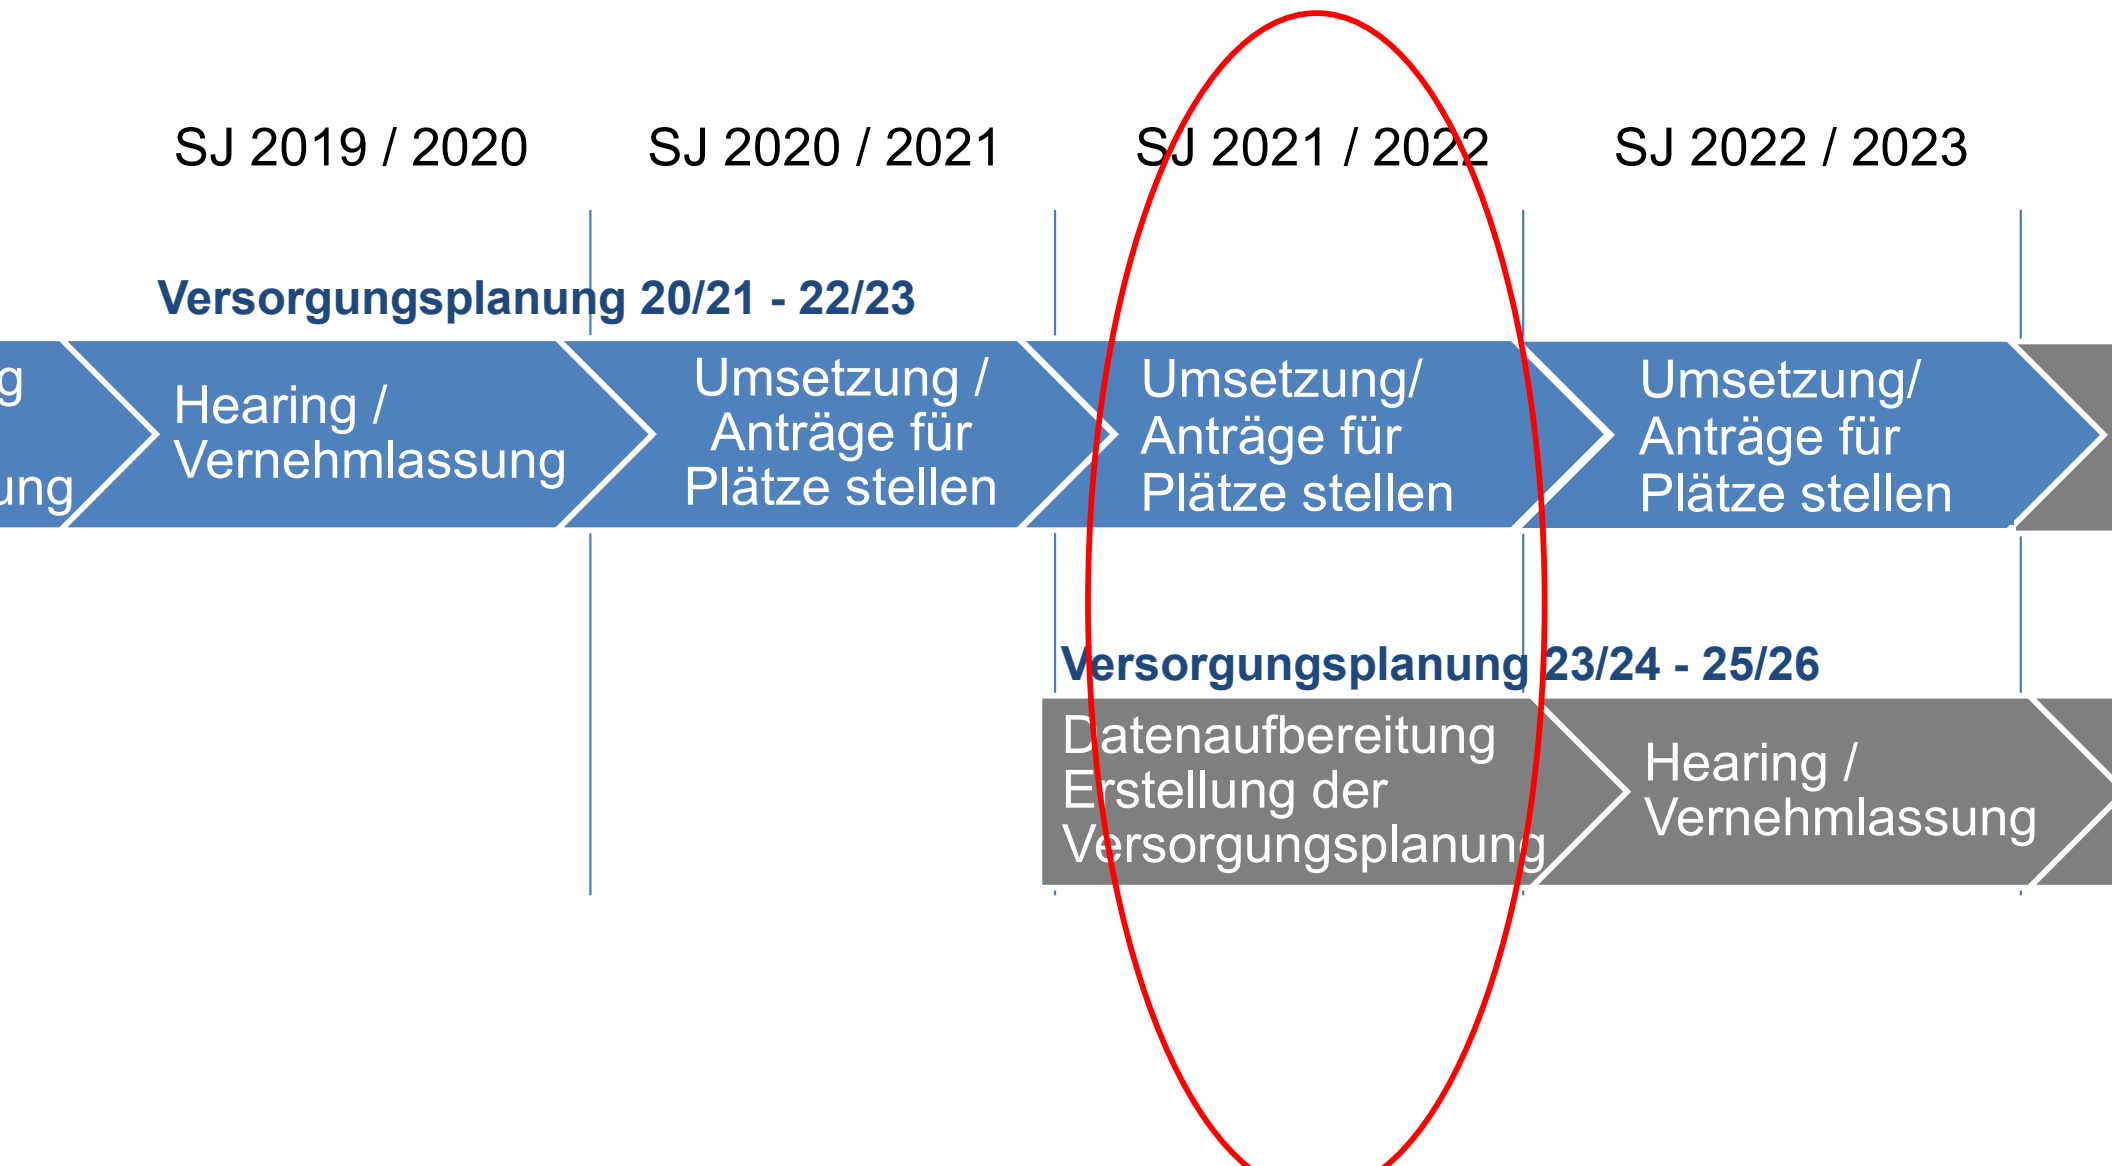 SJ 2019 / 2020
SJ 2020 / 2021
SJ 2021 / 2022
SJ 2022 / 2023
Versorgungsplanung 20/21 - 22/23
Hearing /
Vernehmlassung
Umsetzung /
Anträge für
Plätze stellen
Umsetzung/
Anträge für
Plätze stellen
Umsetzung/
Anträge für
Plätze stellen
Versorgungsplanung 23/24 - 25/26
Datenaufbereitung
Erstellung der
Versorgungsplanung
Hearing /
Vernehmlassung